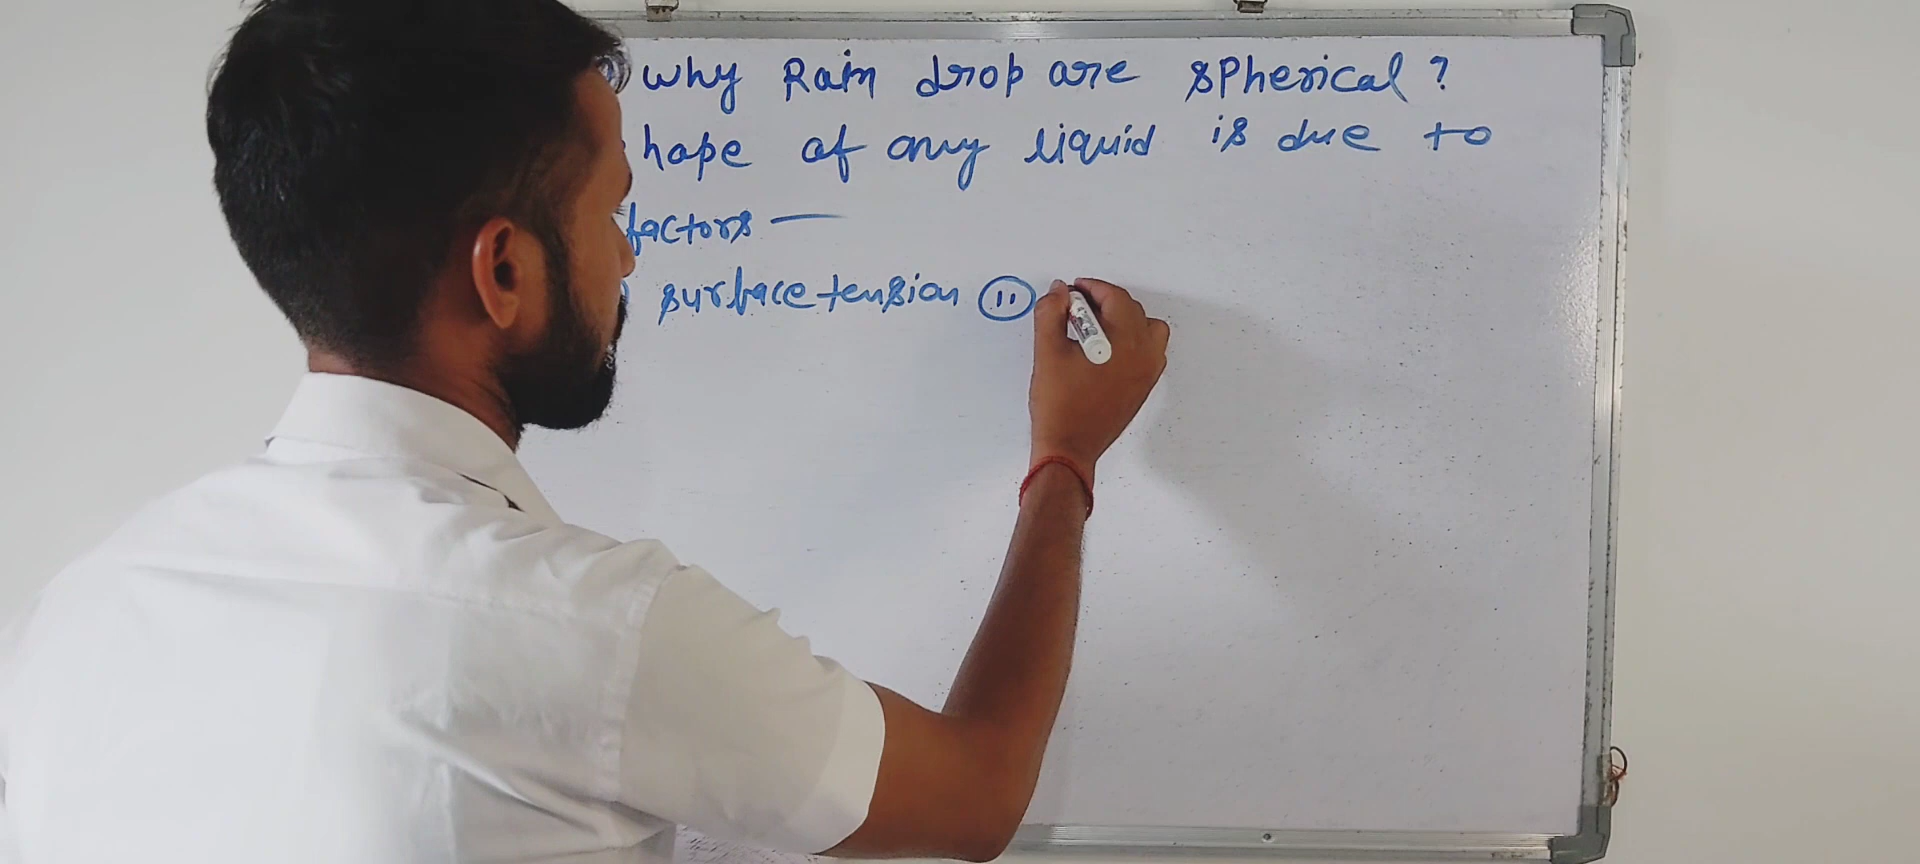 why Rain drop are spherical ?
hape of any liquid is due to
factors —
surface tension (ii)